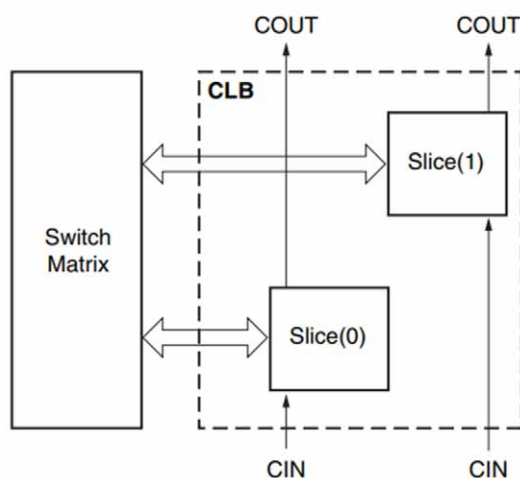 COUT COUT
CLB
Slice(1)
Switch
Matrix
Slice(0)
CIN CIN